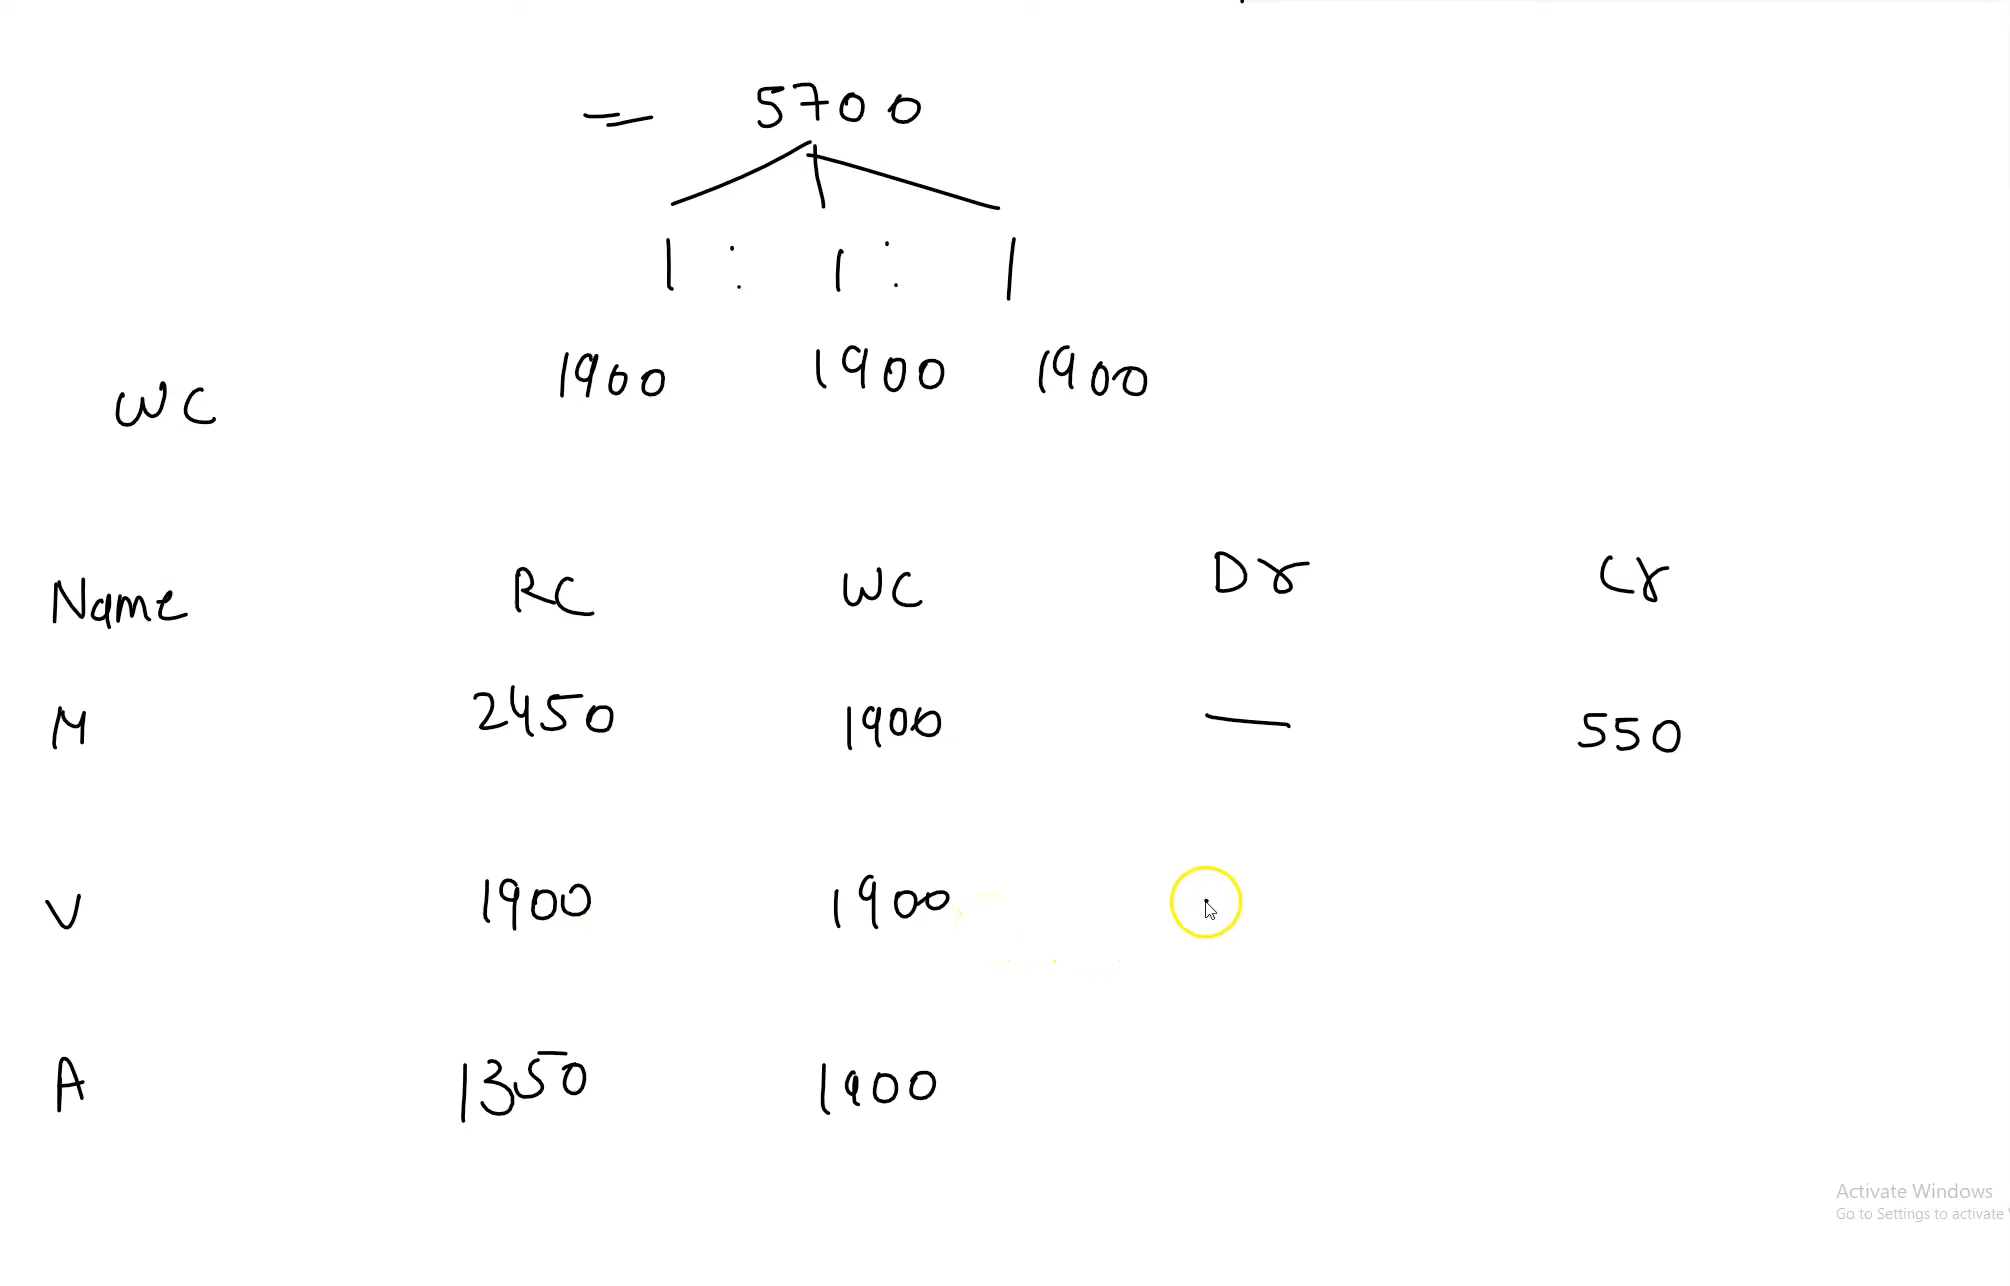 = 5700
1 : 1 : 1
WC 1900 1900 1900
Name RC WC Dr Cr
M 2450 1900 — 550
V 1900 1900
A 1350 1900
Activate Windows
Go to Settings to activate